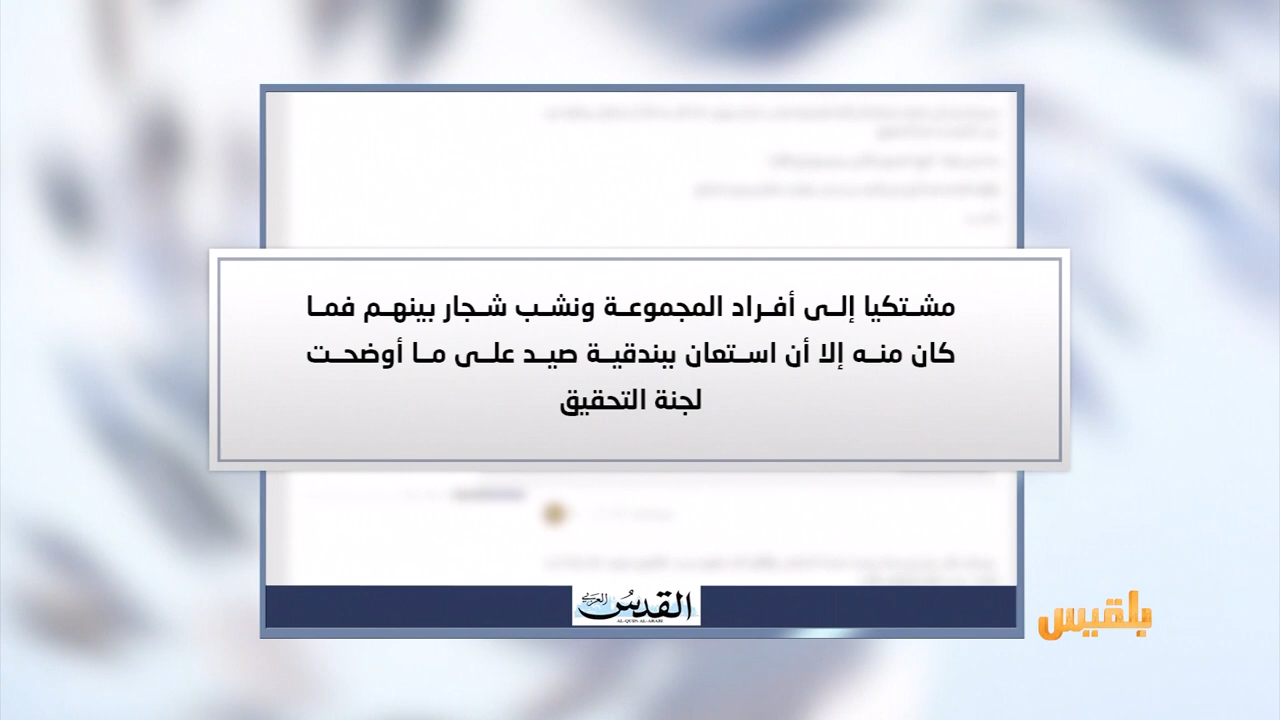 مشتكيا إلى أفراد المجموعة ونشب شجار بينهم فما
كان منه إلا أن استعان ببندقية صيد على ما أوضحت
لجنة التحقيق
القدس العربي
AL-QUDS AL-ARABI
بلقيس